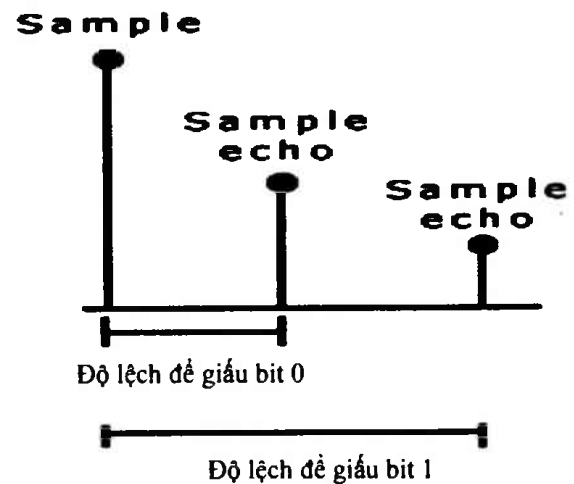 Sample
Sample
echo
Sample
echo
Độ lệch để giấu bit 0
Độ lệch để giấu bit 1